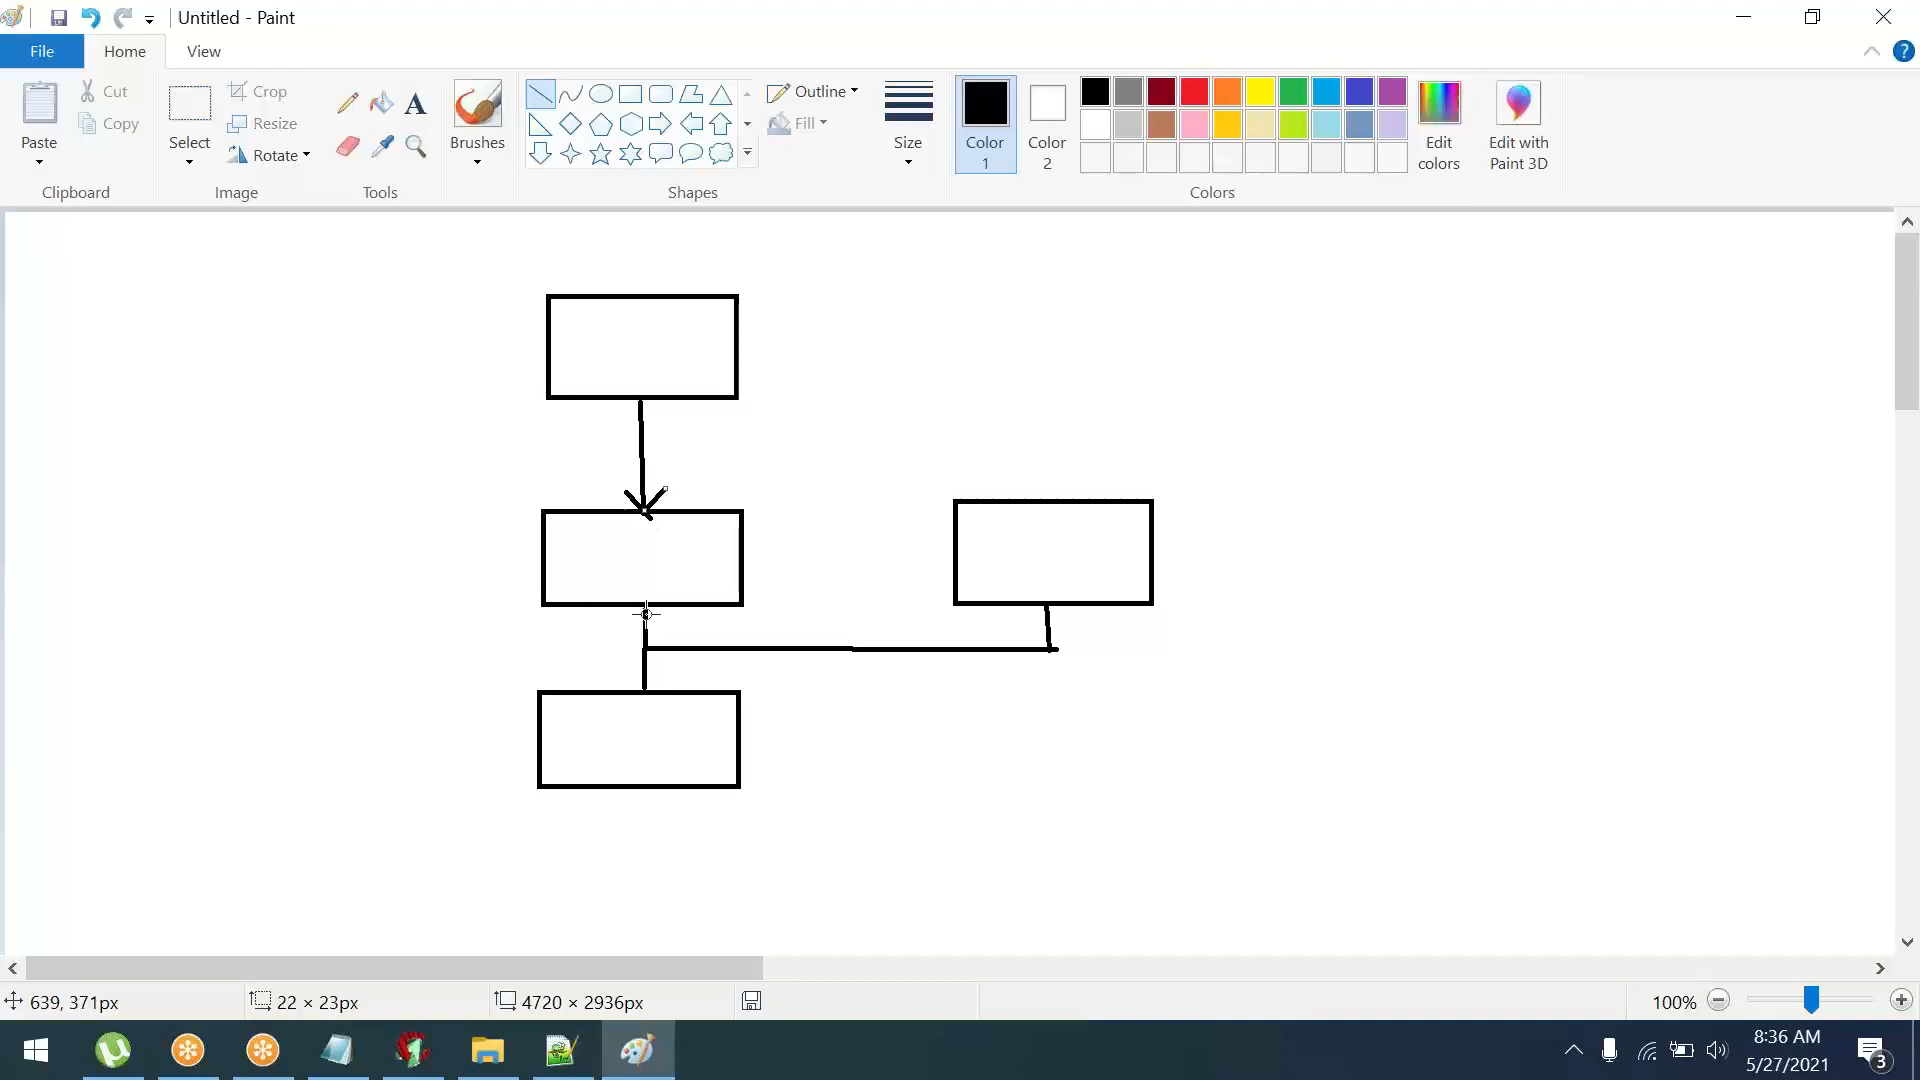 Untitled - Paint
File Home View
Paste
Cut
Copy
Clipboard
Select
Crop
Resize
Rotate
Image
Tools
Brushes
Shapes
Outline
Fill
Size
Color 1
Color 2
Colors
Edit colors
Edit with Paint 3D
639, 371px
22 × 23px
4720 × 2936px
100%
8:36 AM
5/27/2021
3